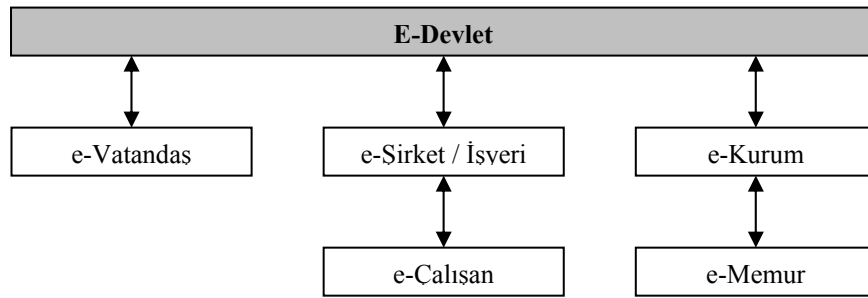 E-Devlet
e-Vatandaş
e-Şirket / İşyeri
e-Kurum
e-Çalışan
e-Memur